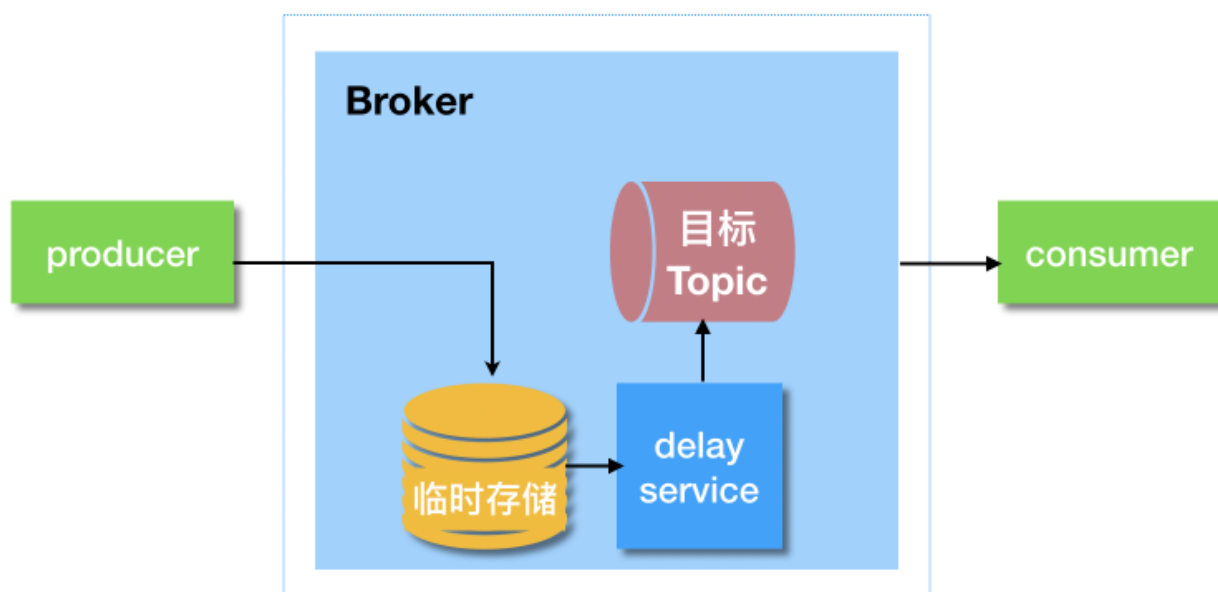 Broker
producer
目标
Topic
consumer
临时存储
delay
service